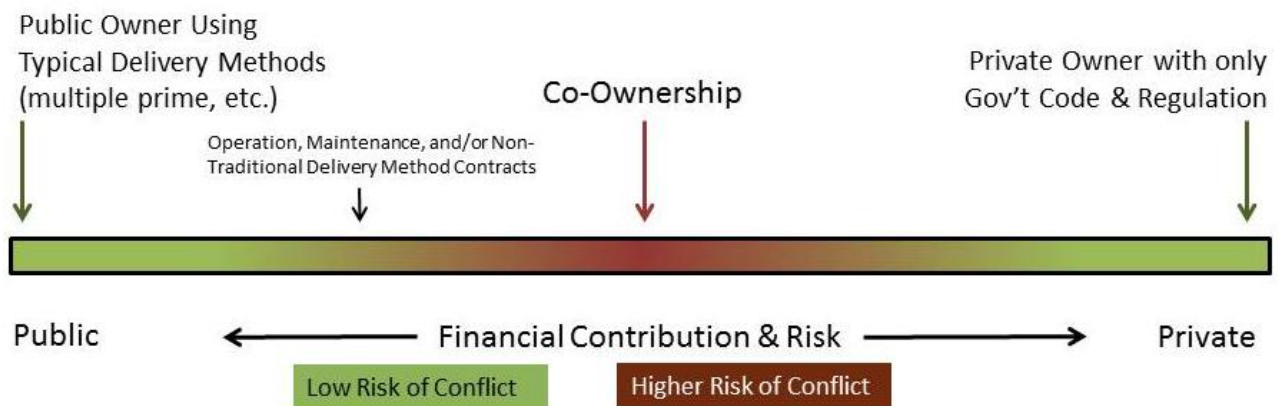 Public Owner Using
Typical Delivery Methods
(multiple prime, etc.)
Operation, Maintenance, and/or Non-
Traditional Delivery Method Contracts
Co-Ownership
Private Owner with only
Gov't Code & Regulation
Public
Financial Contribution & Risk
Private
Low Risk of Conflict
Higher Risk of Conflict